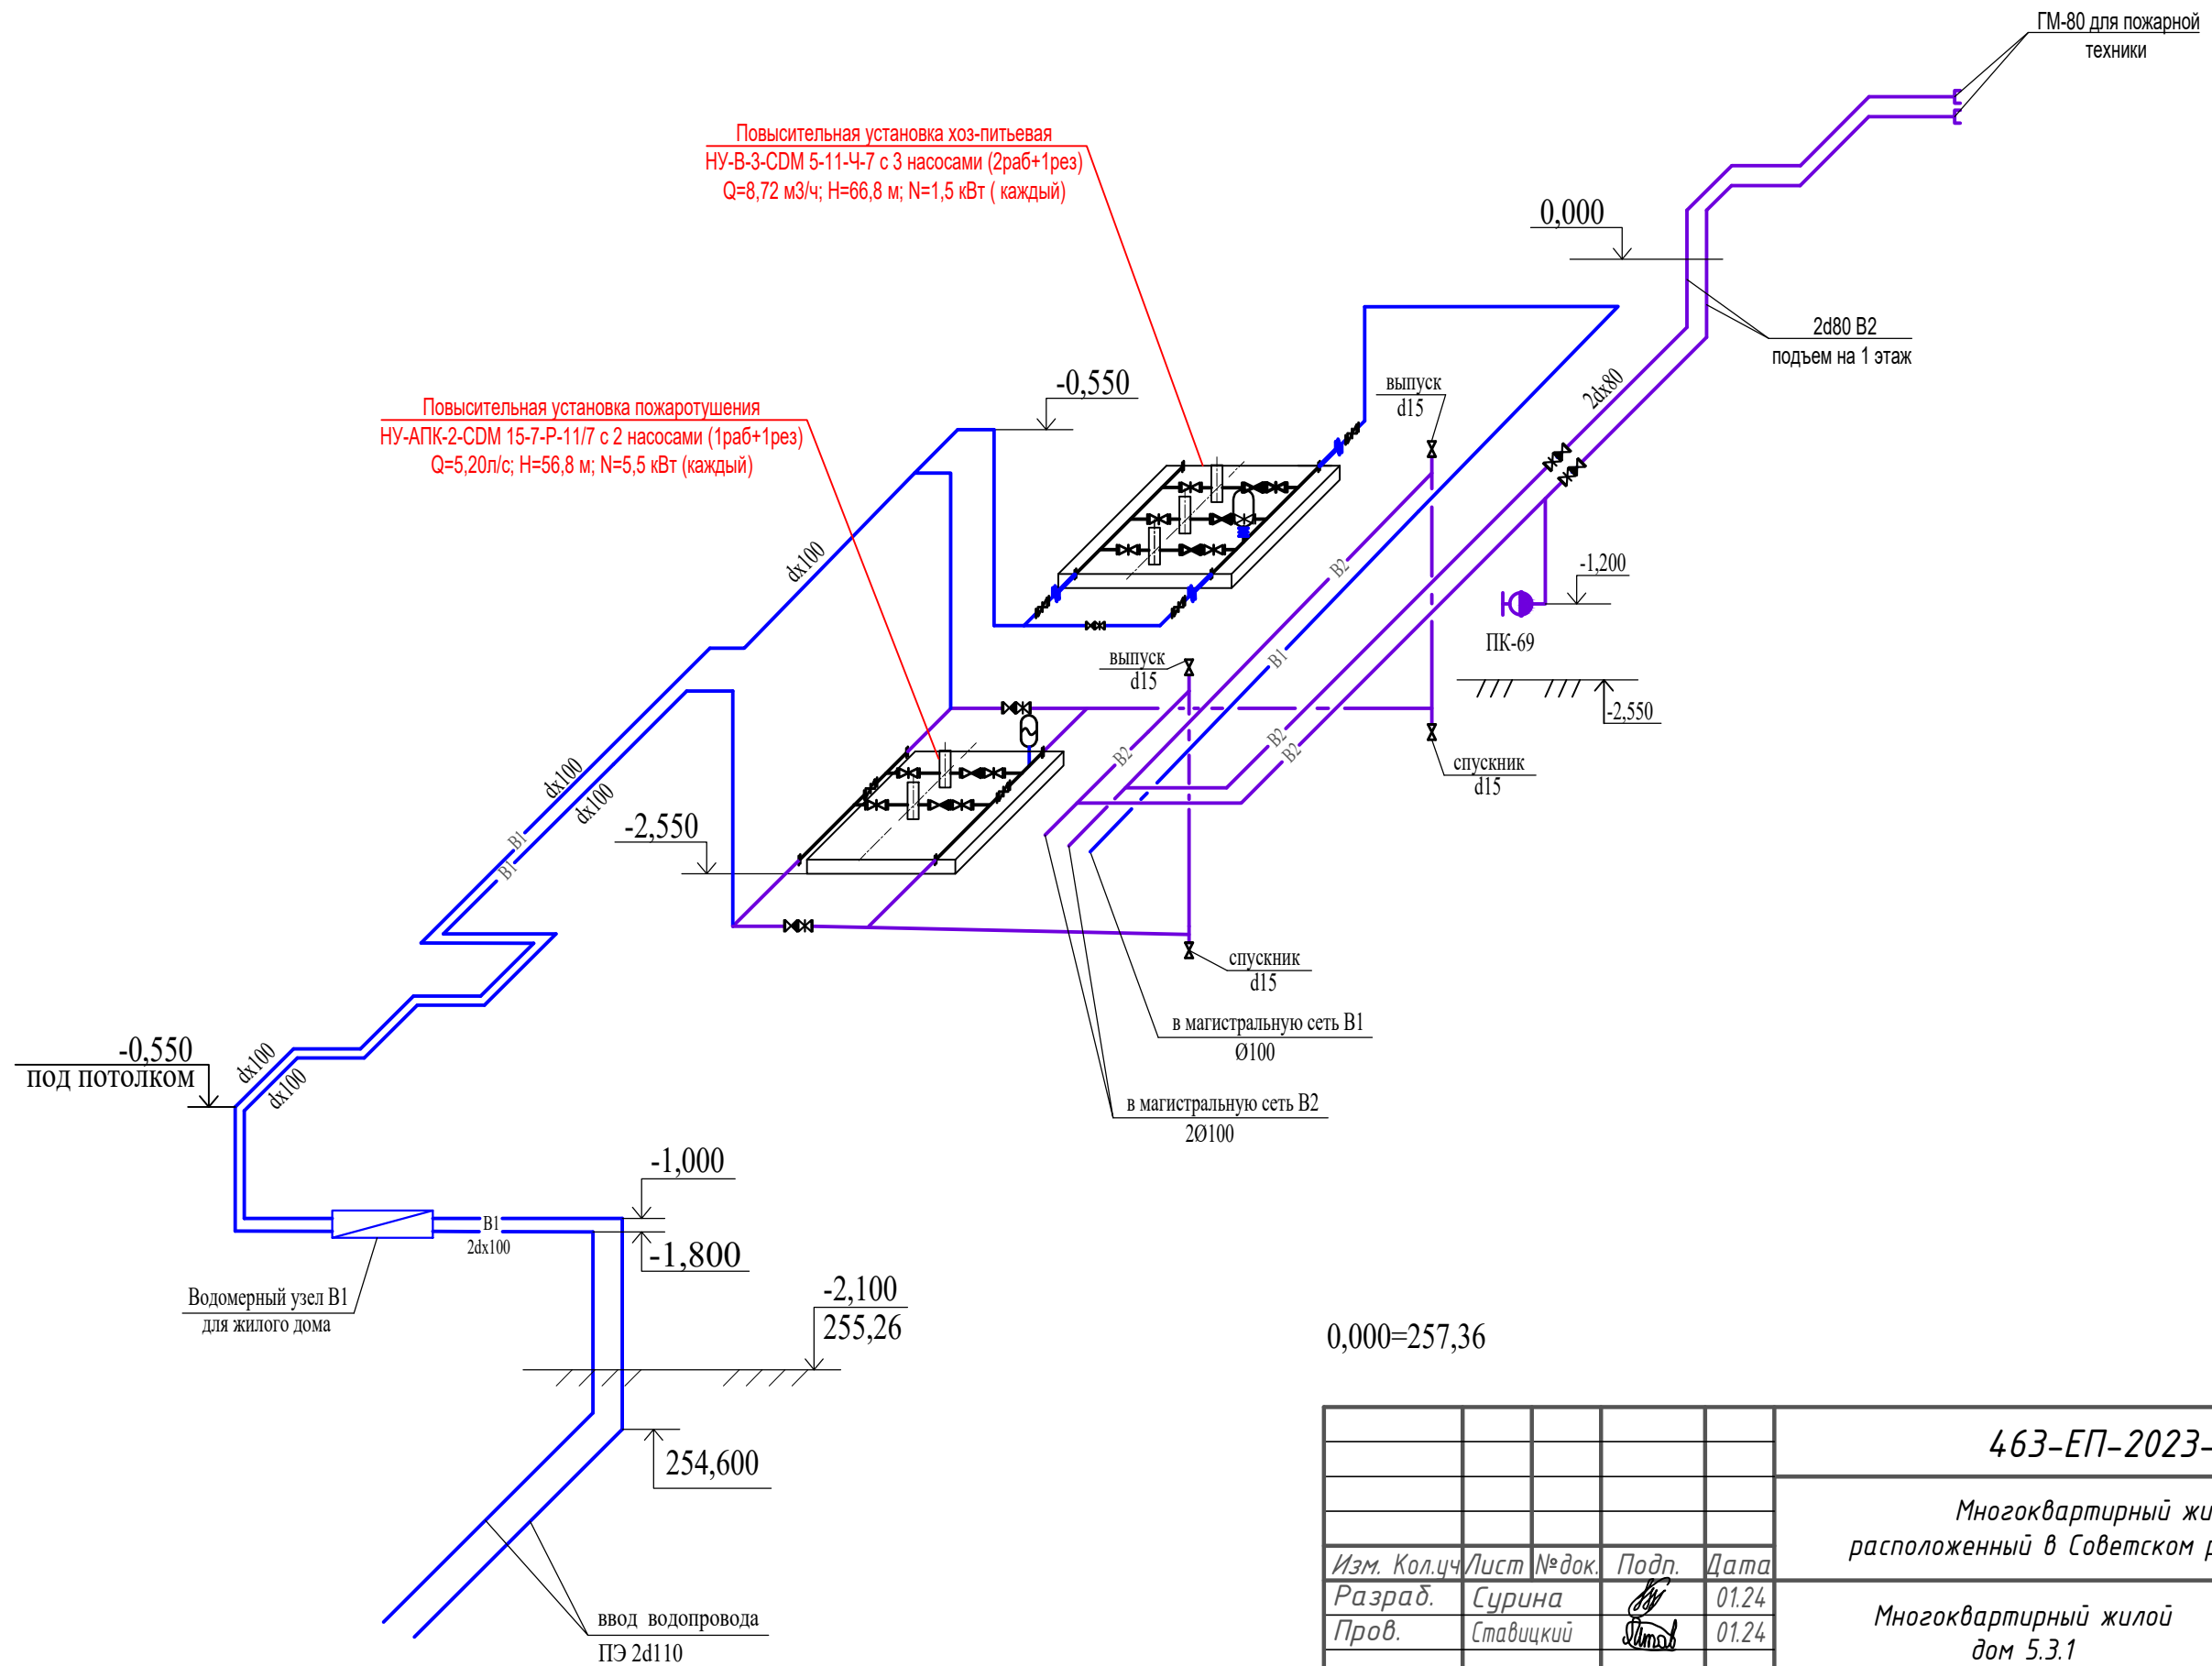 ГМ-80 для пожарной
техники
Повысительная установка хоз-питьевая
НУ-В-3-CDM 5-11-Ч-7 с 3 насосами (2раб+1рез)
Q=8,72 м3/ч; H=66,8 м; N=1,5 кВт ( каждый)
0,000
2d80 В2
подъем на 1 этаж
-0,550
выпуск
d15
2dx80
Повысительная установка пожаротушения
НУ-АПК-2-CDM 15-7-Р-11/7 с 2 насосами (1раб+1рез)
Q=5,20л/с; H=56,8 м; N=5,5 кВт (каждый)
dx100
В2
-1,200
ПК-69
В1
выпуск
d15
-2,550
В2
В2
В2
спускник
d15
dx100
dx100
-2,550
В1
В1
спускник
d15
в магистральную сеть В1
Ø100
-0,550
под потолком
dx100
dx100
в магистральную сеть В2
2Ø100
-1,000
В1
2dx100
-1,800
Водомерный узел В1
для жилого дома
-2,100
255,26
0,000=257,36
254,600
ввод водопровода
ПЭ 2d110
463-ЕП-2023-
Многоквартирный жи
расположенный в Советском р
Изм. Кол.уч Лист №док. Подп. Дата
Разраб. Сурина 01.24
Пров. Ставицкий 01.24
Многоквартирный жилой
дом 5.3.1